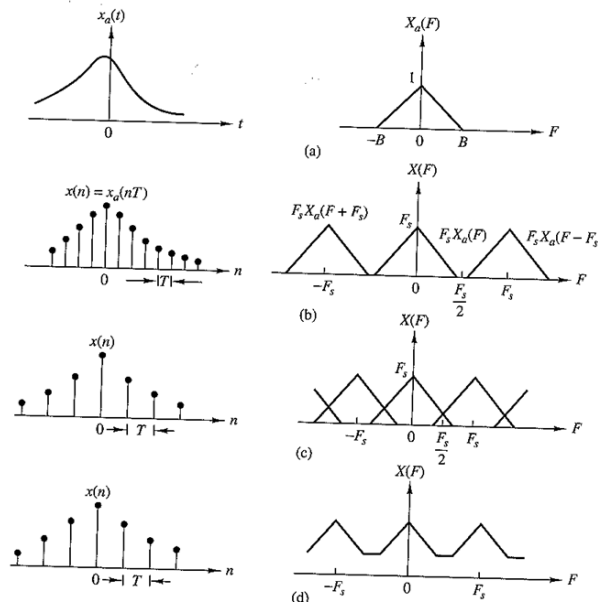 x_a(t)
0
t
X_a(F)
1
-B
0
B
F
(a)
x(n) = x_a(nT)
0
T
n
X(F)
F_s X_a(F + F_s)
F_s
F_s X_a(F)
F_s X_a(F - F_s
-F_s
0
F_s/2
F_s
F
(b)
x(n)
0
T
n
X(F)
F_s
-F_s
0
F_s/2
F_s
F
(c)
x(n)
0
T
n
X(F)
-F_s
0
F_s
F
(d)